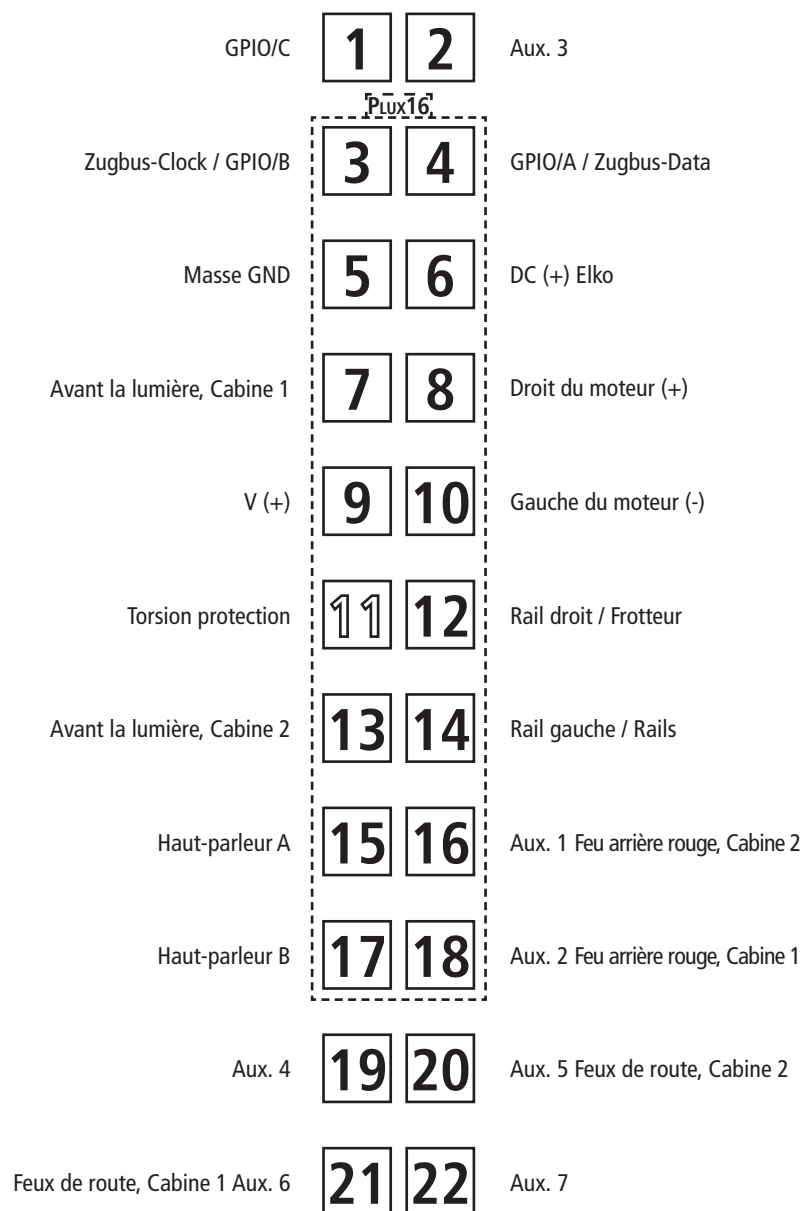 GPIO/C 1 2 Aux. 3
PLUX16
Zugbus-Clock / GPIO/B 3 4 GPIO/A / Zugbus-Data
Masse GND 5 6 DC (+) Elko
Avant la lumière, Cabine 1 7 8 Droit du moteur (+)
V (+) 9 10 Gauche du moteur (-)
Torsion protection 11 12 Rail droit / Frotteur
Avant la lumière, Cabine 2 13 14 Rail gauche / Rails
Haut-parleur A 15 16 Aux. 1 Feu arrière rouge, Cabine 2
Haut-parleur B 17 18 Aux. 2 Feu arrière rouge, Cabine 1
Aux. 4 19 20 Aux. 5 Feux de route, Cabine 2
Feux de route, Cabine 1 Aux. 6 21 22 Aux. 7